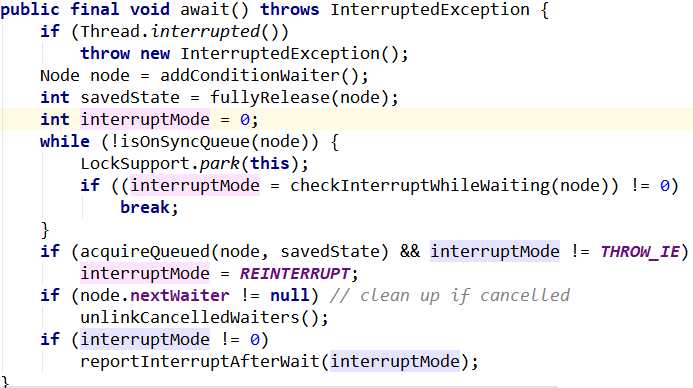 public final void await() throws InterruptedException {
    if (Thread.interrupted())
        throw new InterruptedException();
    Node node = addConditionWaiter();
    int savedState = fullyRelease(node);
    int interruptMode = 0;
    while (!isOnSyncQueue(node)) {
        LockSupport.park(this);
        if ((interruptMode = checkInterruptWhileWaiting(node)) != 0)
            break;
    }
    if (acquireQueued(node, savedState) && interruptMode != THROW_IE)
        interruptMode = REINTERRUPT;
    if (node.nextWaiter != null) // clean up if cancelled
        unlinkCancelledWaiters();
    if (interruptMode != 0)
        reportInterruptAfterWait(interruptMode);
}